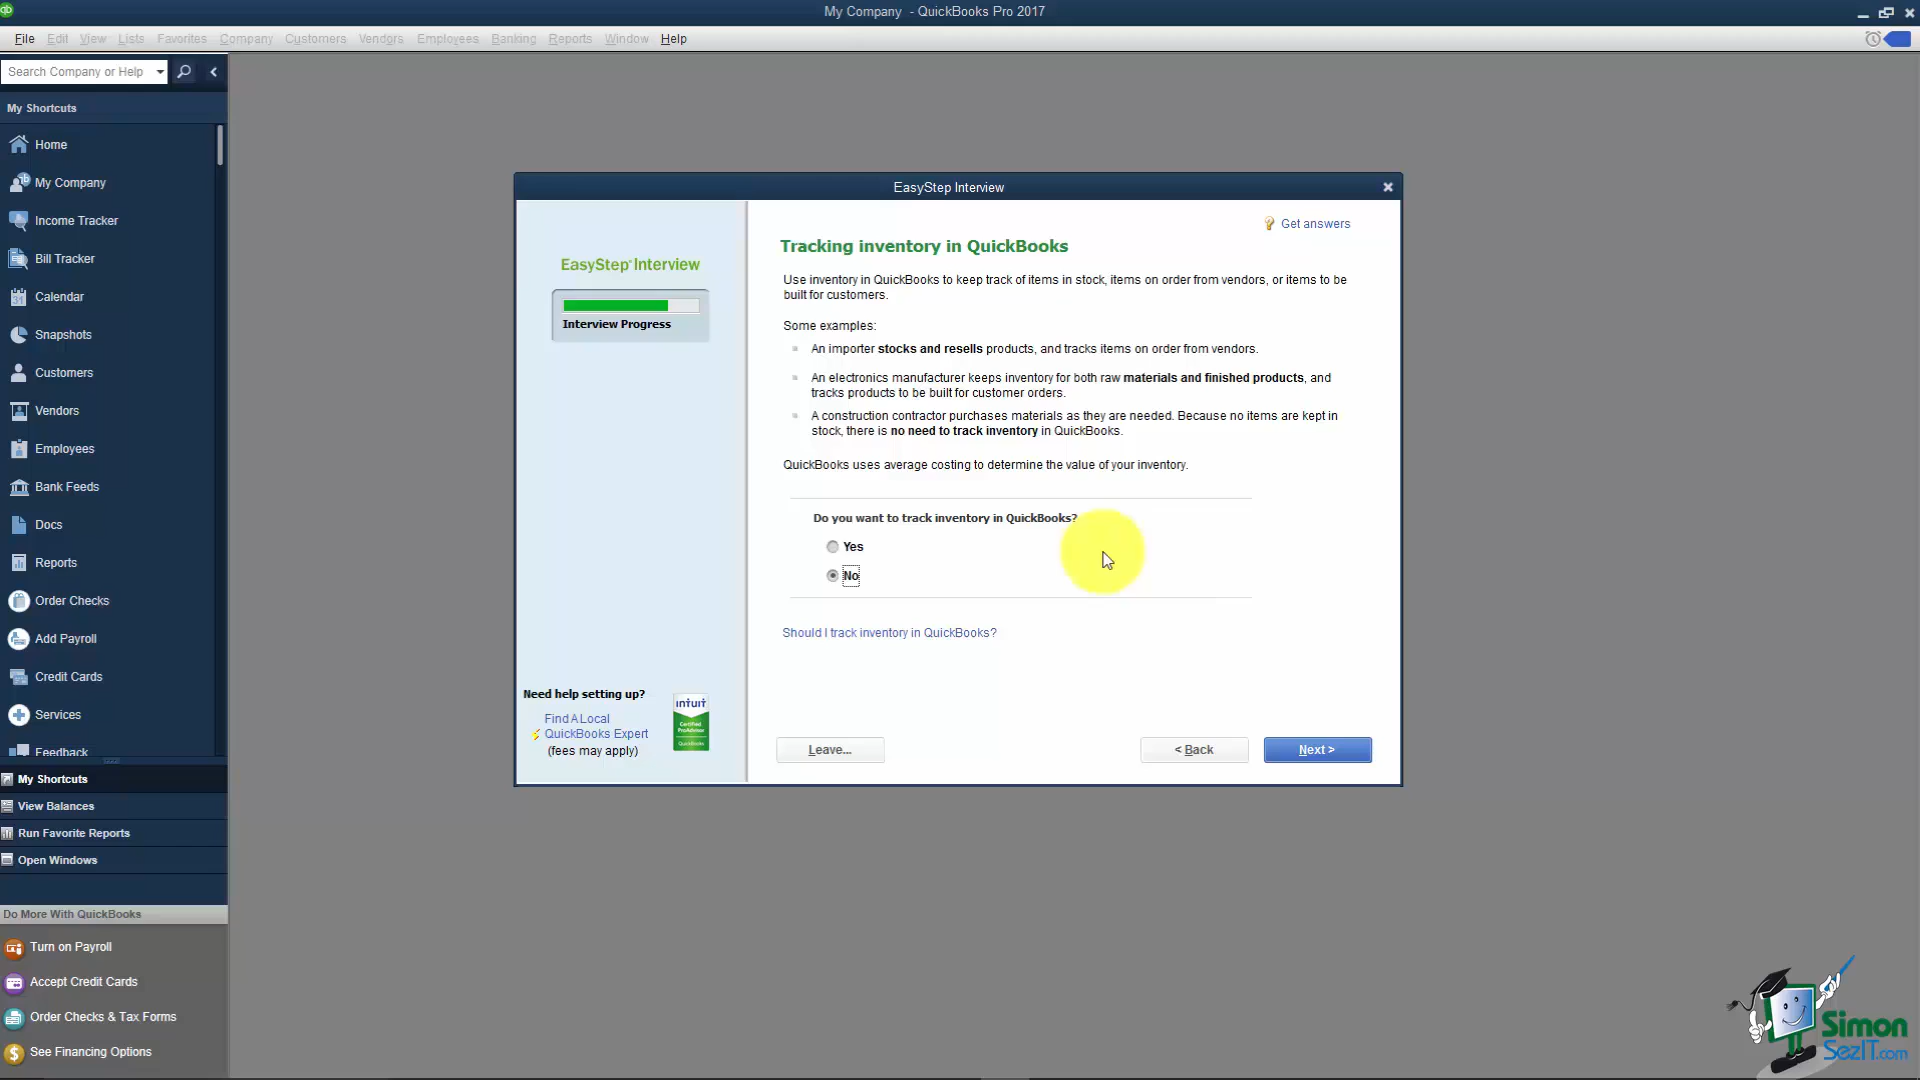 My Company - QuickBooks Pro 2017
File Edit View Lists Favorites Company Customers Vendors Employees Banking Reports Window Help
Search Company or Help
My Shortcuts
Home
My Company
Income Tracker
Bill Tracker
Calendar
Snapshots
Customers
Vendors
Employees
Bank Feeds
Docs
Reports
Order Checks
Add Payroll
Credit Cards
Services
Feedback
My Shortcuts
View Balances
Run Favorite Reports
Open Windows
Do More With QuickBooks
Turn on Payroll
Accept Credit Cards
Order Checks & Tax Forms
See Financing Options
EasyStep Interview
EasyStep® Interview
Interview Progress
Need help setting up?
Find A Local
QuickBooks Expert
(fees may apply)
intuit
Certified
ProAdvisor
QuickBooks
Get answers
Tracking inventory in QuickBooks
Use inventory in QuickBooks to keep track of items in stock, items on order from vendors, or items to be
built for customers.
Some examples:
An importer stocks and resells products, and tracks items on order from vendors.
An electronics manufacturer keeps inventory for both raw materials and finished products, and
tracks products to be built for customer orders.
A construction contractor purchases materials as they are needed. Because no items are kept in
stock, there is no need to track inventory in QuickBooks.
QuickBooks uses average costing to determine the value of your inventory.
Do you want to track inventory in QuickBooks?
Yes
No
Should I track inventory in QuickBooks?
Leave...
< Back
Next >
Simon
SezIT.com